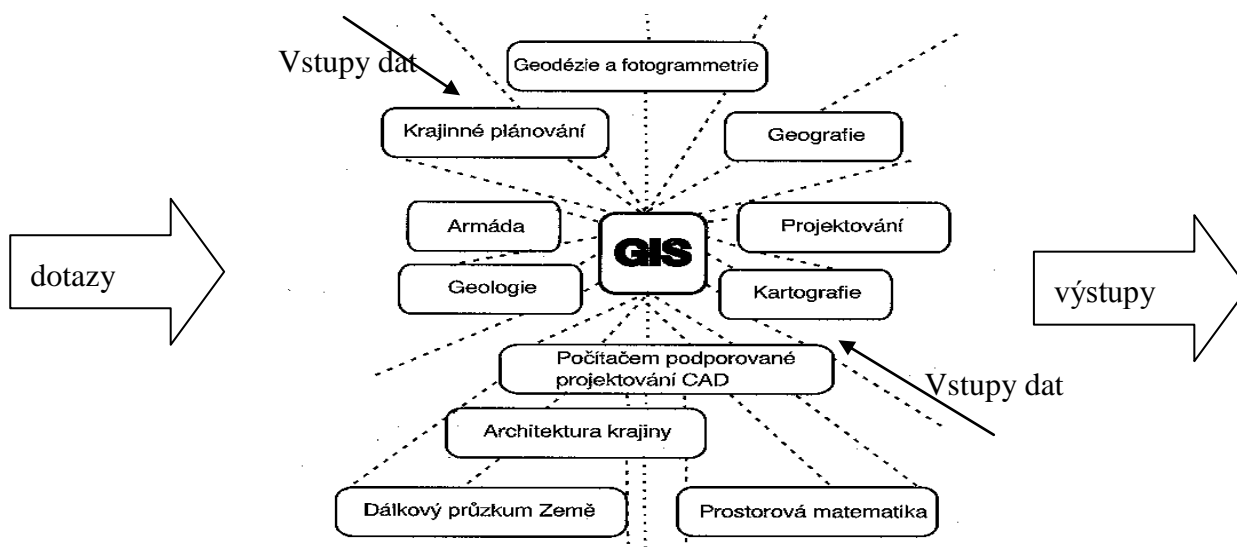 Geodézie a fotogrammetrie
Vstupy dat
Krajinné plánování
Geografie
Armáda
GIS
Projektování
dotazy
Geologie
Kartografie
výstupy
Počítačem podporované
projektování CAD
Vstupy dat
Architektura krajiny
Dálkový průzkum Země
Prostorová matematika